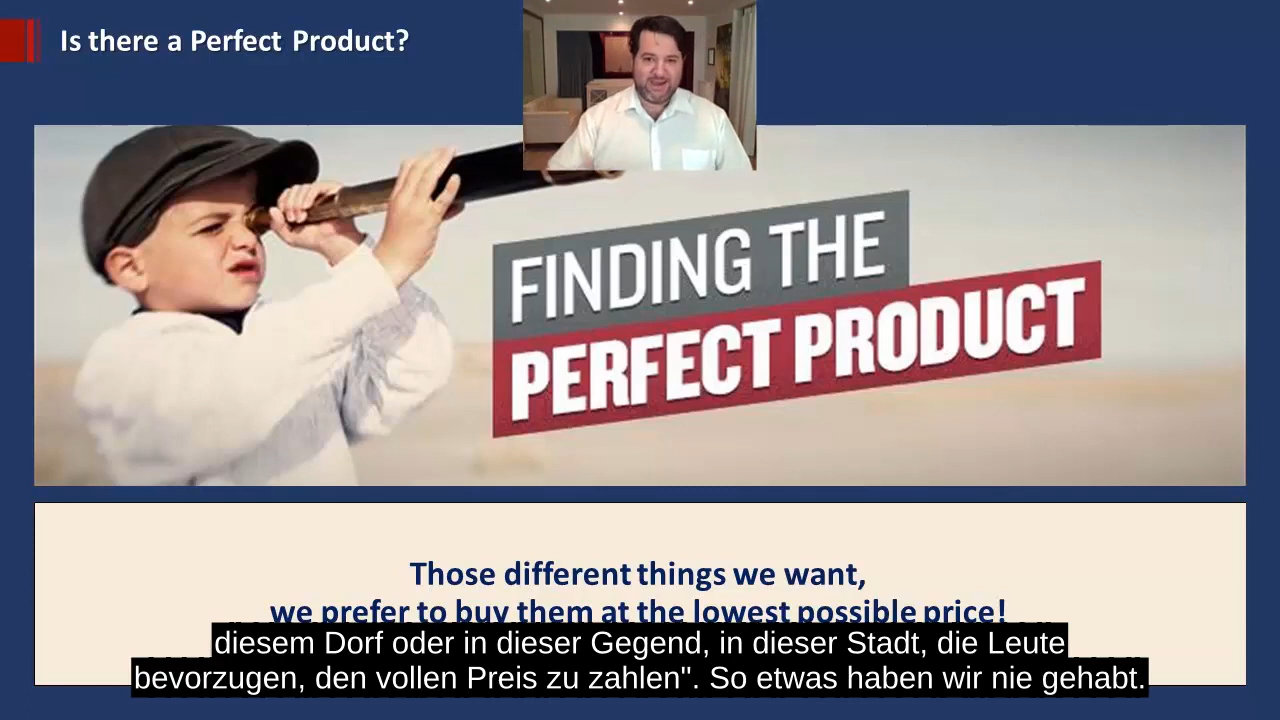 Is there a Perfect Product?
FINDING THE
PERFECT PRODUCT
Those different things we want,
we prefer to buy them at the lowest possible price!
diesem Dorf oder in dieser Gegend, in dieser Stadt, die Leute
bevorzugen, den vollen Preis zu zahlen". So etwas haben wir nie gehabt.